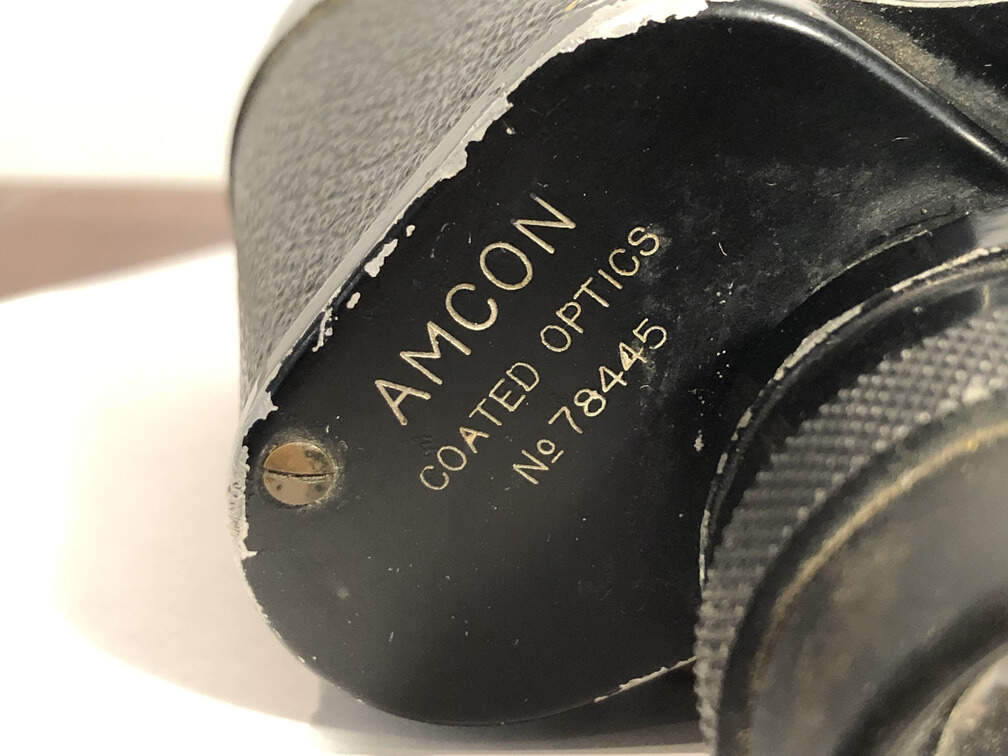 AMCON
COATED OPTICS
Nº 78445